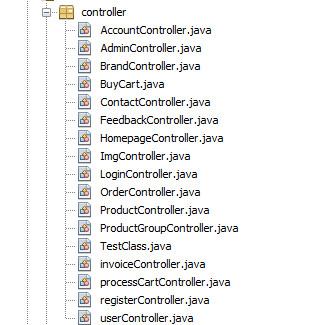 controller
AccountController.java
AdminController.java
BrandController.java
BuyCart.java
ContactController.java
FeedbackController.java
HomepageController.java
ImgController.java
LoginController.java
OrderController.java
ProductController.java
ProductGroupController.java
TestClass.java
invoiceController.java
processCartController.java
registerController.java
userController.java